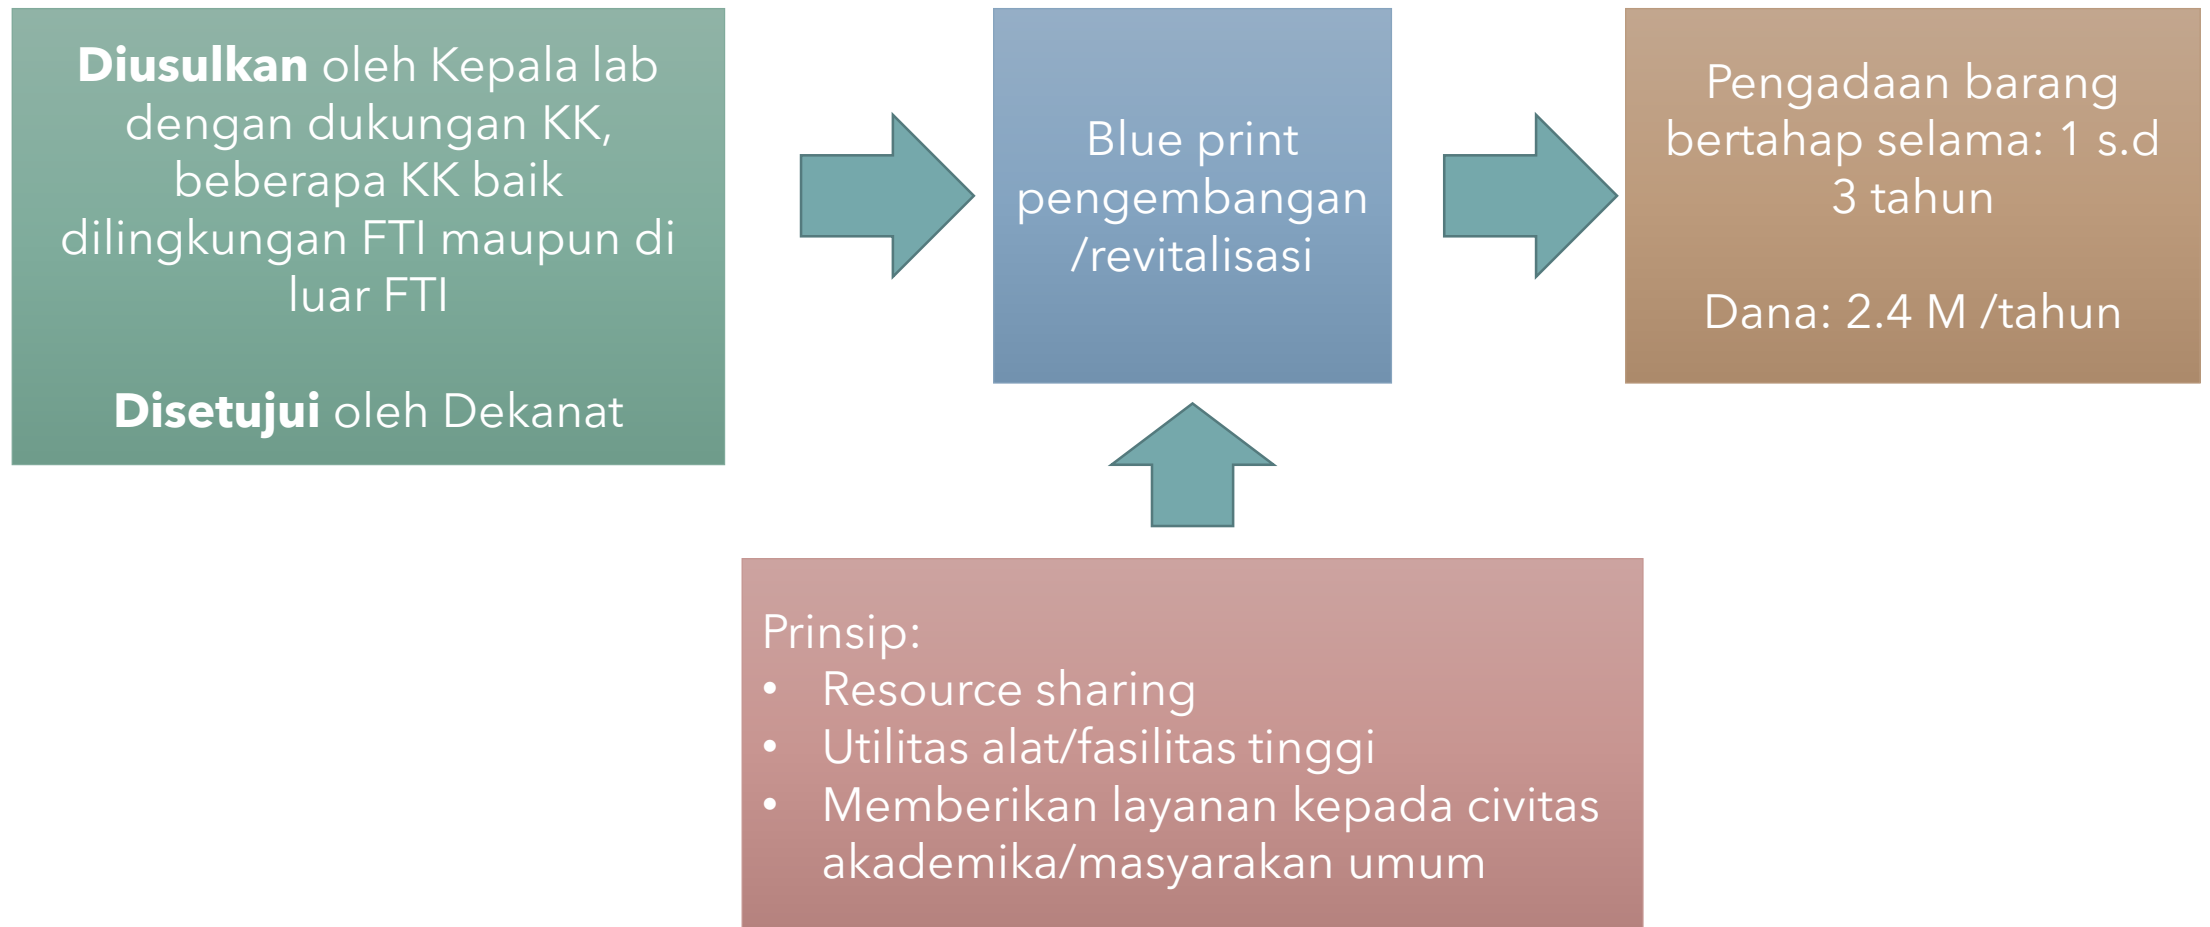 Diusulkan oleh Kepala lab
dengan dukungan KK,
beberapa KK baik
dilingkungan FTI maupun di
luar FTI
Disetujui oleh Dekanat
Blue print
pengembangan
/revitalisasi
Pengadaan barang
bertahap selama: 1 s.d
3 tahun
Dana: 2.4 M /tahun
Prinsip:
• Resource sharing
• Utilitas alat/fasilitas tinggi
• Memberikan layanan kepada civitas
akademika/masyarakan umum